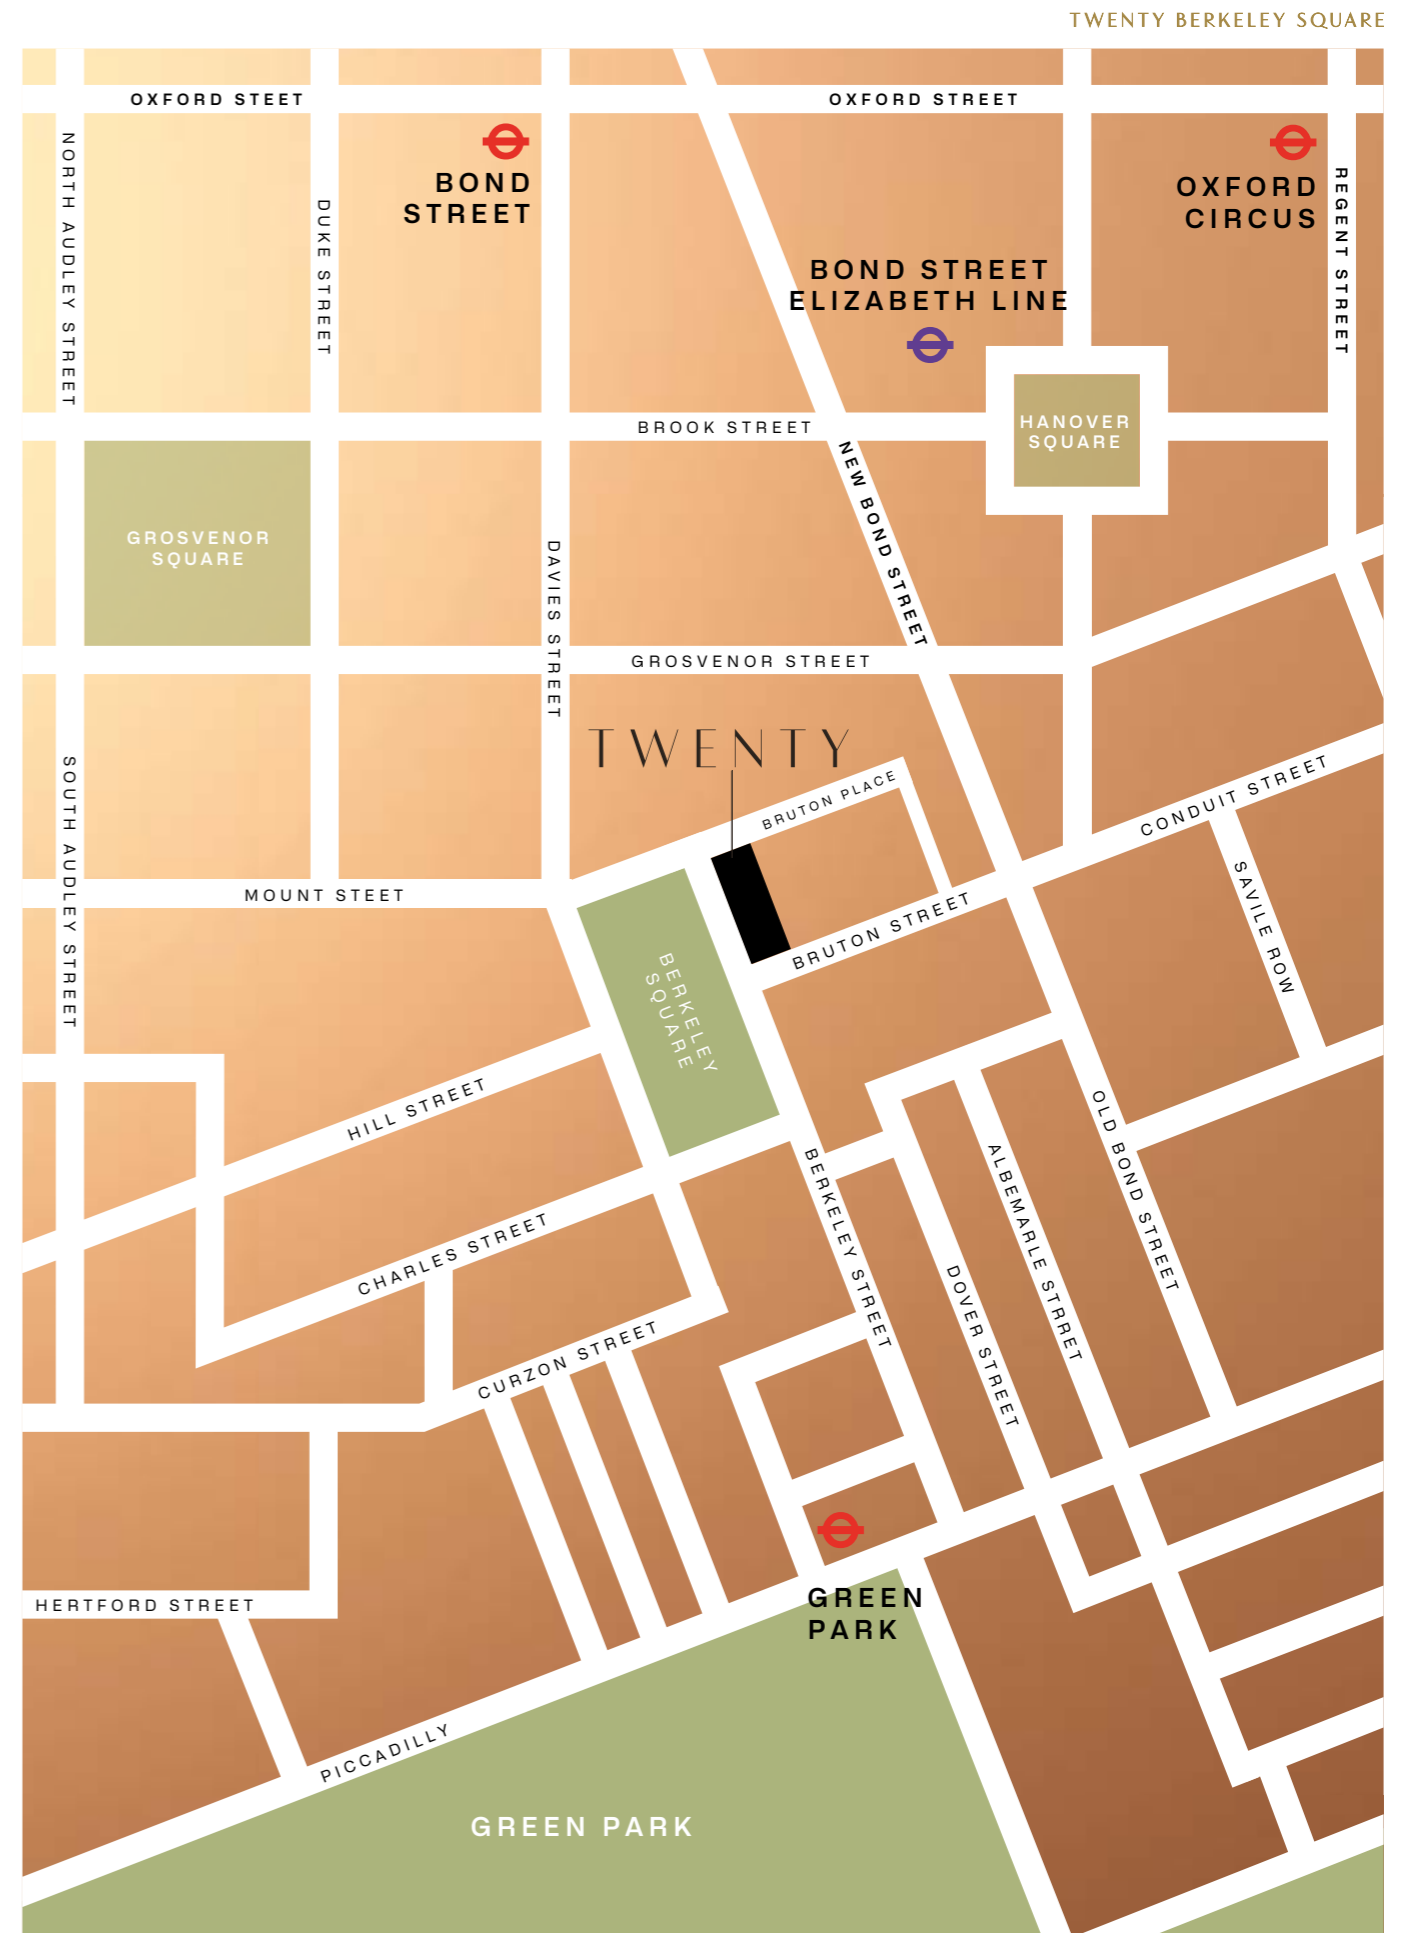 TWENTY BERKELEY SQUARE
OXFORD STEET
OXFORD STREET
NORTH AUDLEY STREET
DUKE STREET
BOND
STREET
OXFORD
CIRCUS
REGENT STREET
BOND STREET
ELIZABETH LINE
BROOK STREET
HANOVER
SQUARE
NEW BOND STREET
GROSVENOR
SQUARE
DAVIES STREET
GROSVENOR STREET
TWENTY
BRUTON PLACE
SOUTH AUDLEY STREET
CONDUIT STREET
MOUNT STEET
BRUTON STREET
SAVILE ROW
BERKELEY
SQUARE
HILL STREET
OLD BOND STREET
BERKELEY STREET
ALBEMARLE STRRET
CHARLES STREET
DOVER STREET
CURZON STREET
HERTFORD STREET
GREEN
PARK
PICCADILLY
GREEN PARK